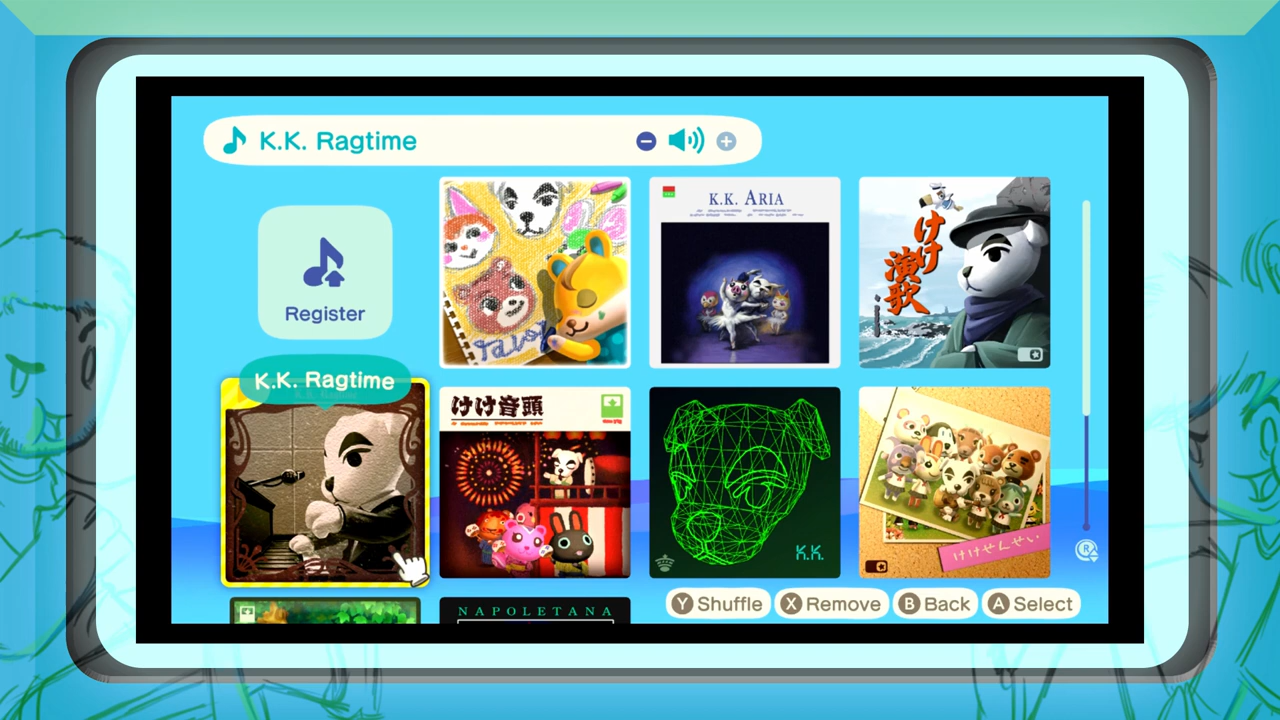 K.K. Ragtime
Register
Taloy
K.K. ARIA
けけ
演歌
K.K. Ragtime
けけ音頭
K.K.
けけせんせい
NAPOLETANA
Y Shuffle
X Remove
B Back
A Select
R